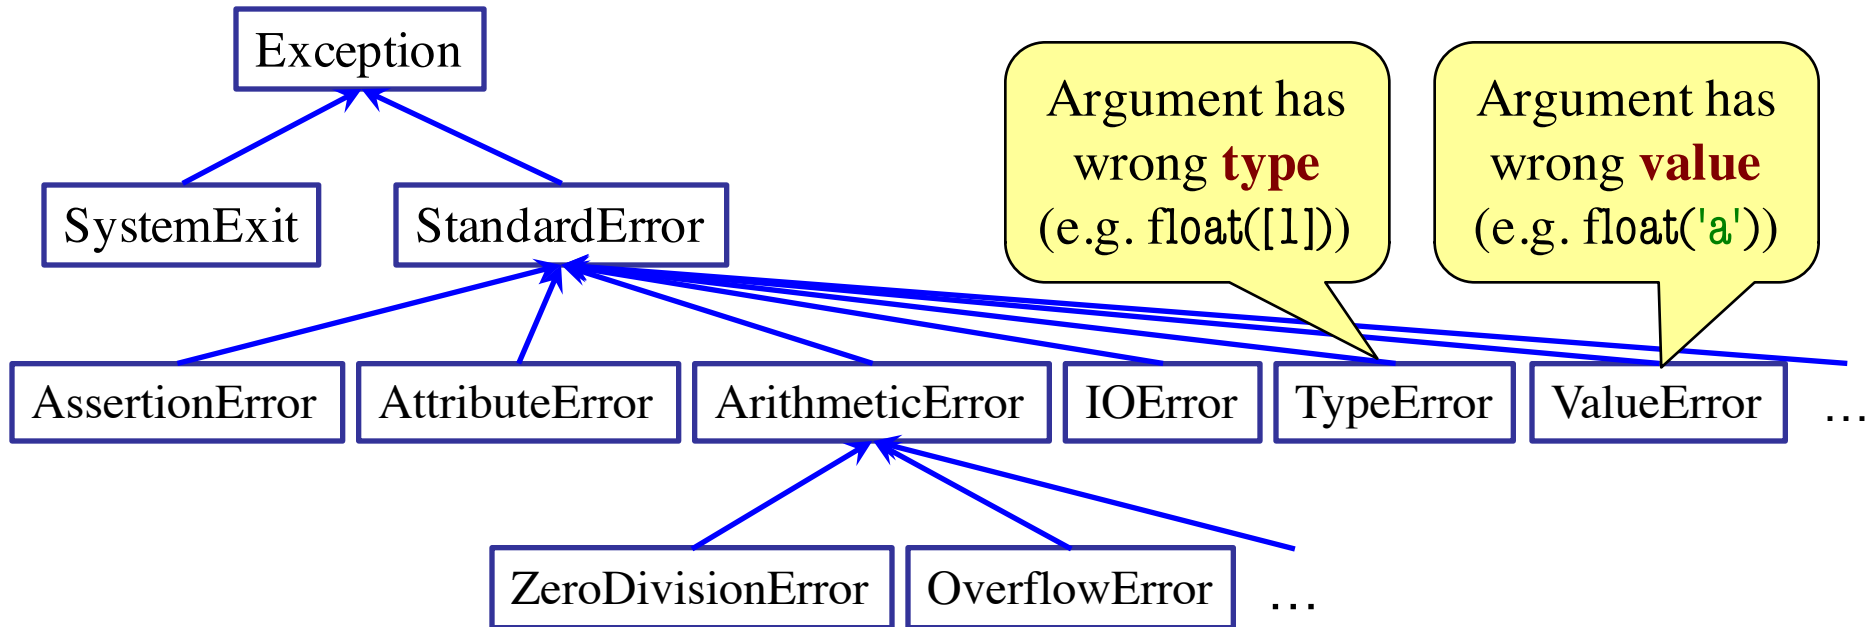 Exception
Argument has
wrong type
(e.g. float([1]))
Argument has
wrong value
(e.g. float('a'))
SystemExit
StandardError
AssertionError
AttributeError
ArithmeticError
IOError
TypeError
ValueError
…
ZeroDivisionError
OverflowError
…